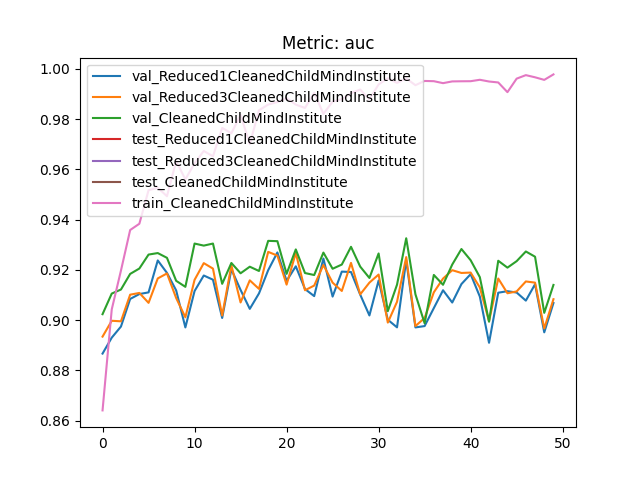 Metric: auc
val_Reduced1CleanedChildMindInstitute
val_Reduced3CleanedChildMindInstitute
val_CleanedChildMindInstitute
test_Reduced1CleanedChildMindInstitute
test_Reduced3CleanedChildMindInstitute
test_CleanedChildMindInstitute
train_CleanedChildMindInstitute
1.00
0.98
0.96
0.94
0.92
0.90
0.88
0.86
0 10 20 30 40 50